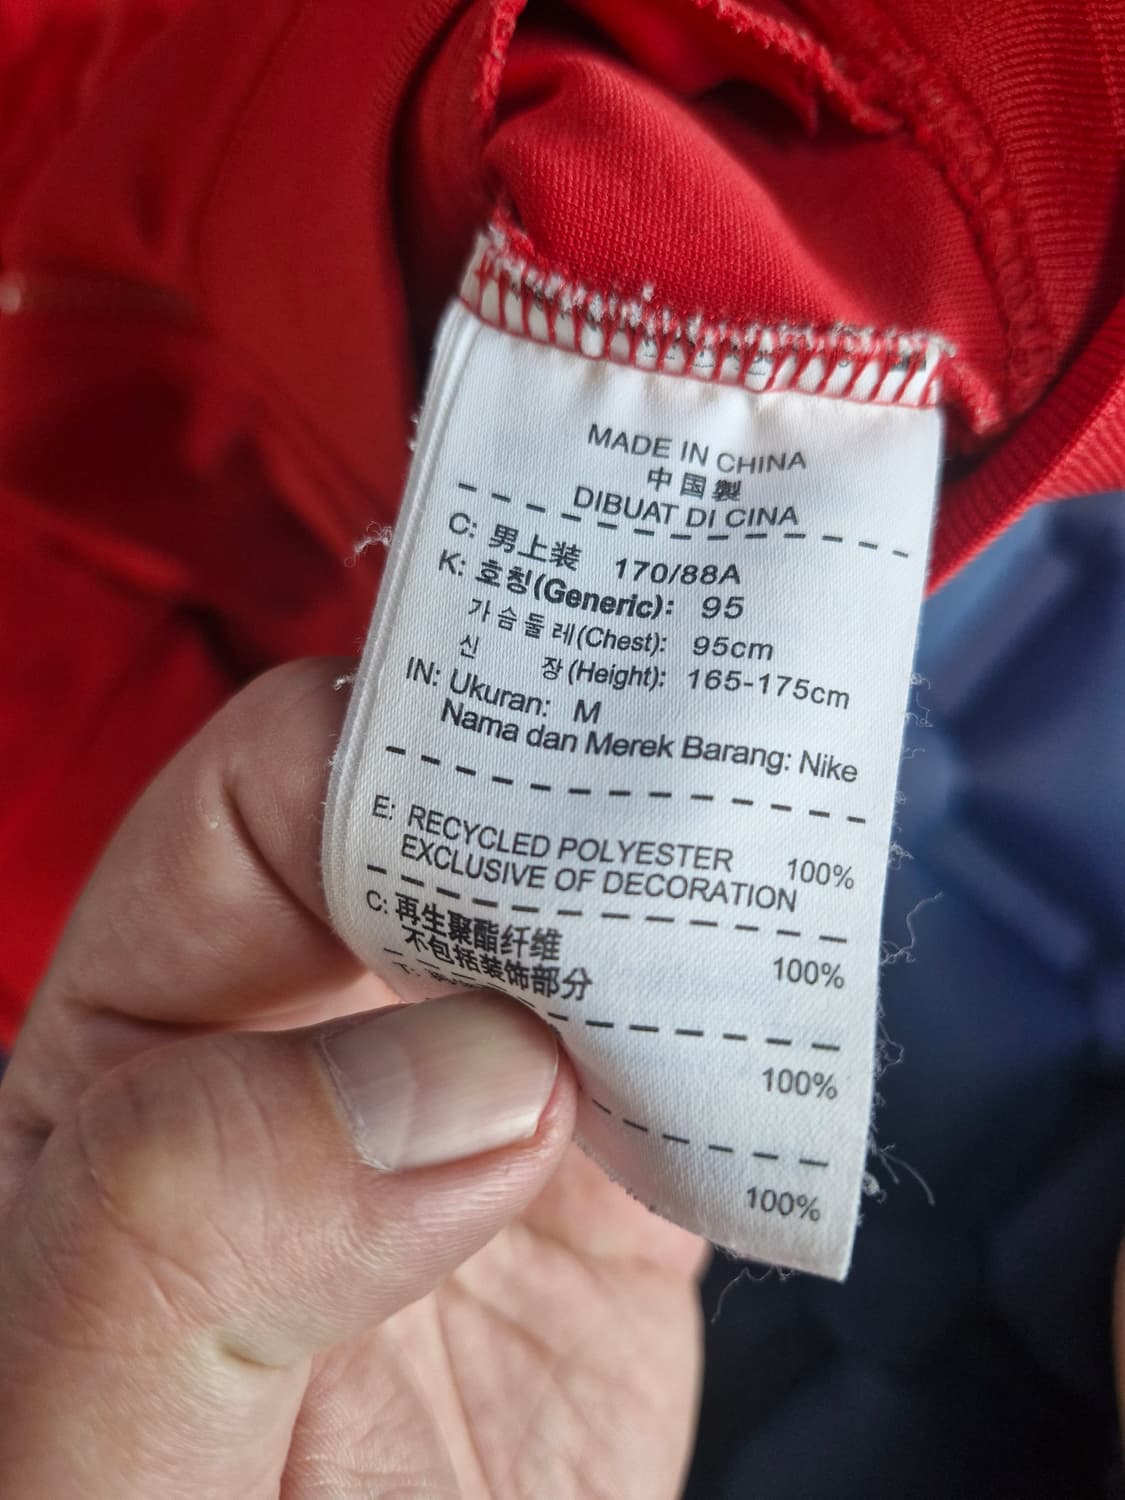 MADE IN CHINA
中国製
DIBUAT DI CINA
C: 男上装 170/88A
K: 호칭(Generic): 95
가슴둘레(Chest): 95cm
신 장(Height): 165-175cm
IN: Ukuran: M
Nama dan Merek Barang: Nike
E: RECYCLED POLYESTER 100%
EXCLUSIVE OF DECORATION
C: 再生聚酯纤维 100%
不包括装饰部分
100%
100%